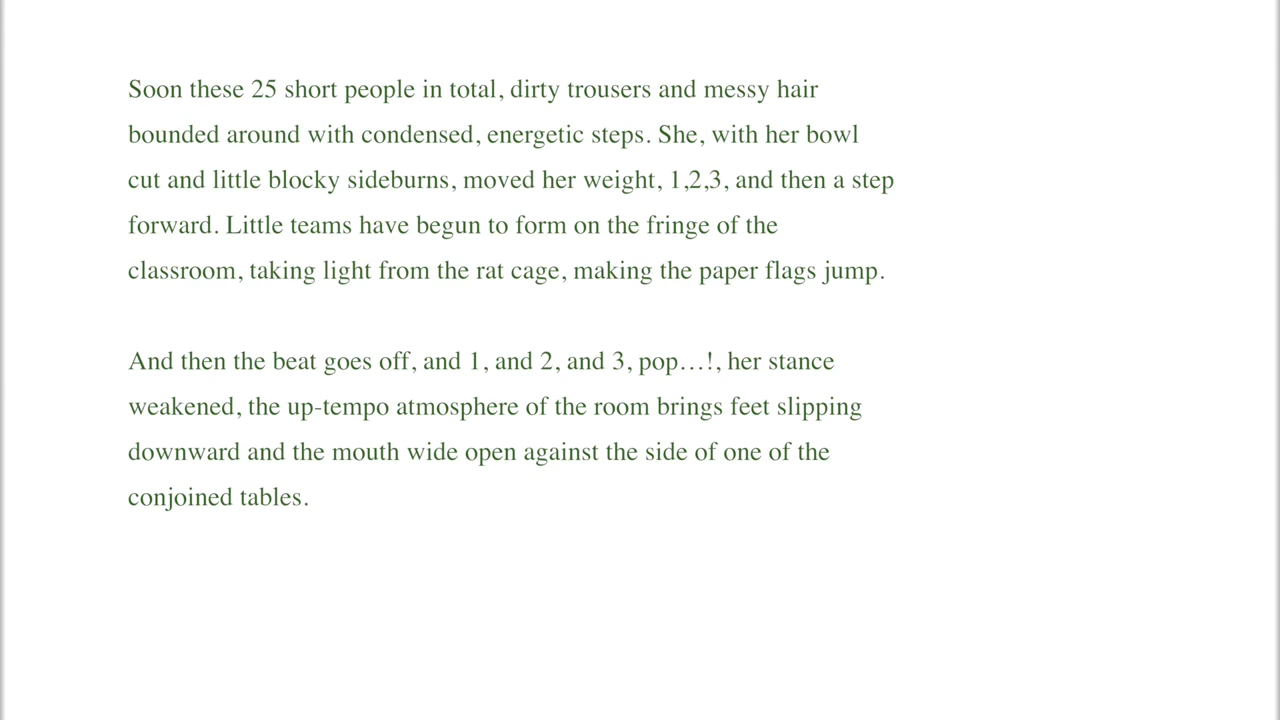 Soon these 25 short people in total, dirty trousers and messy hair
bounded around with condensed, energetic steps. She, with her bowl
cut and little blocky sideburns, moved her weight, 1,2,3, and then a step
forward. Little teams have begun to form on the fringe of the
classroom, taking light from the rat cage, making the paper flags jump.
And then the beat goes off, and 1, and 2, and 3, pop…!, her stance
weakened, the up-tempo atmosphere of the room brings feet slipping
downward and the mouth wide open against the side of one of the
conjoined tables.